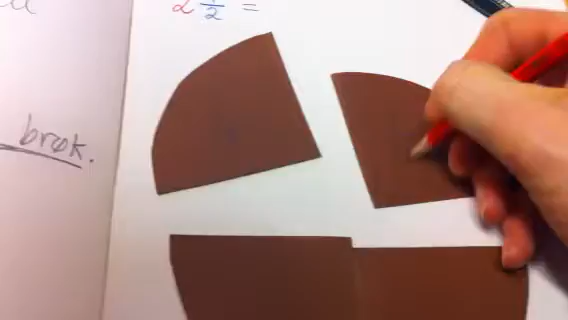 2 1/2 =
brøk.